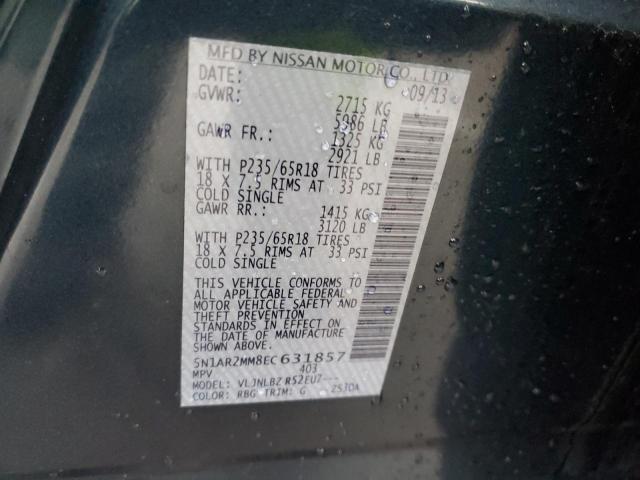 MFD BY NISSAN MOTOR CO., LTD.
DATE: 09/13
GVWR: 2715 KG
5986 LB
GAWR FR.: 1325 KG
2921 LB
WITH P235/65R18 TIRES
18 X 7.5 RIMS AT 33 PSI
COLD SINGLE
GAWR RR.: 1415 KG
3120 LB
WITH P235/65R18 TIRES
18 X 7.5 RIMS AT 33 PSI
COLD SINGLE
THIS VEHICLE CONFORMS TO
ALL APPLICABLE FEDERAL
MOTOR VEHICLE SAFETY AND
THEFT PREVENTION
STANDARDS IN EFFECT ON
THE DATE OF MANUFACTURE
SHOWN ABOVE.
5N1AR2MM8EC631857
MPV 403
MODEL: VLJNLBZ R52EUZ---
COLOR: RBG TRIM: G